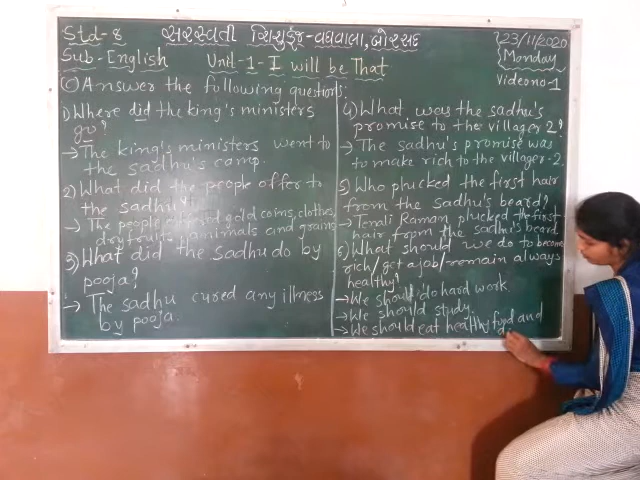 Std-8 સરસ્વતી શિશુકુંજ-વઘવાલા, બોરસદ 23/11/2020
Sub-English Unit-1-I will be That Monday
Video no-1
(C) Answer the following questions:
1) Where did the king's ministers
go?
→ The king's ministers went to
the sadhu's camp.
2) What did the people offer to
the sadhu?
→ The people offered gold coins, clothes,
dryfruits, animals and grains
3) What did the sadhu do by
pooja?
→ The sadhu cured any illness
by pooja.
4) What was the sadhu's
promise to the villager 2?
→ The sadhu's promise was
to make rich to the villager-2.
5) Who plucked the first hair
from the sadhu's beard?
→ Tenali Raman plucked the first
hair from the sadhu's beard
6) What should we do to become
rich/get a job/remain always
healthy?
→ We should do hard work
→ We should study.
→ We should eat healthy food and